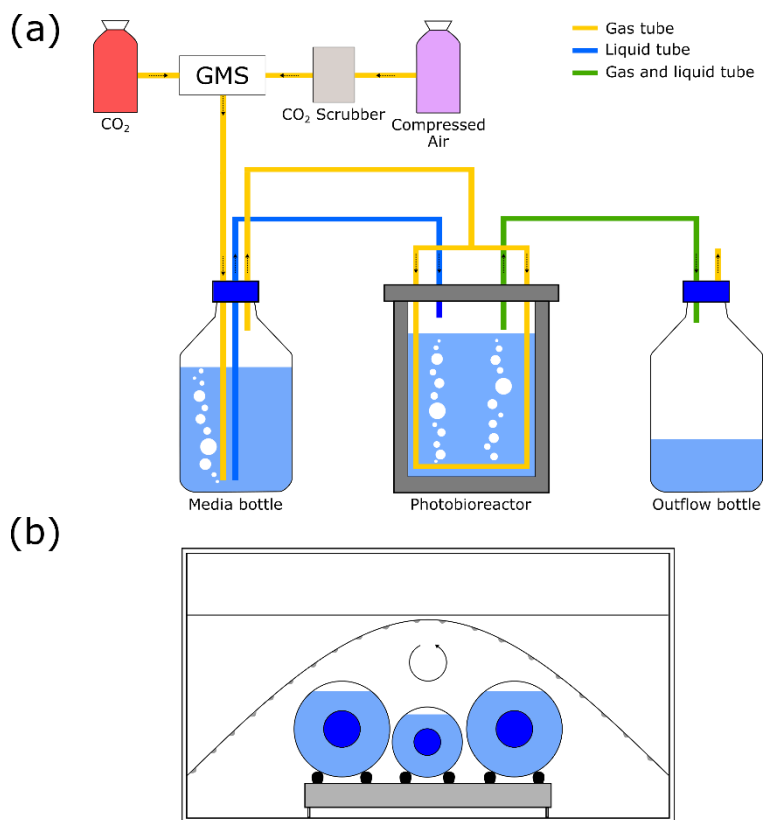 (a)
Gas tube
Liquid tube
Gas and liquid tube
GMS
CO₂
CO₂ Scrubber
Compressed
Air
Media bottle
Photobioreactor
Outflow bottle
(b)